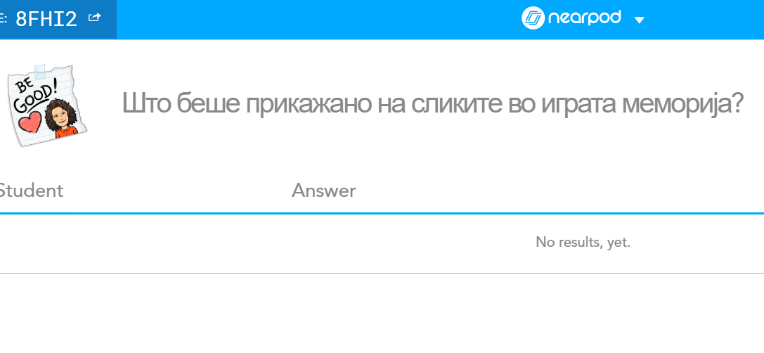 E: 8FHI2
nearpod
BE
GOOD!
Што беше прикажано на сликите во играта меморија?
Student
Answer
No results, yet.